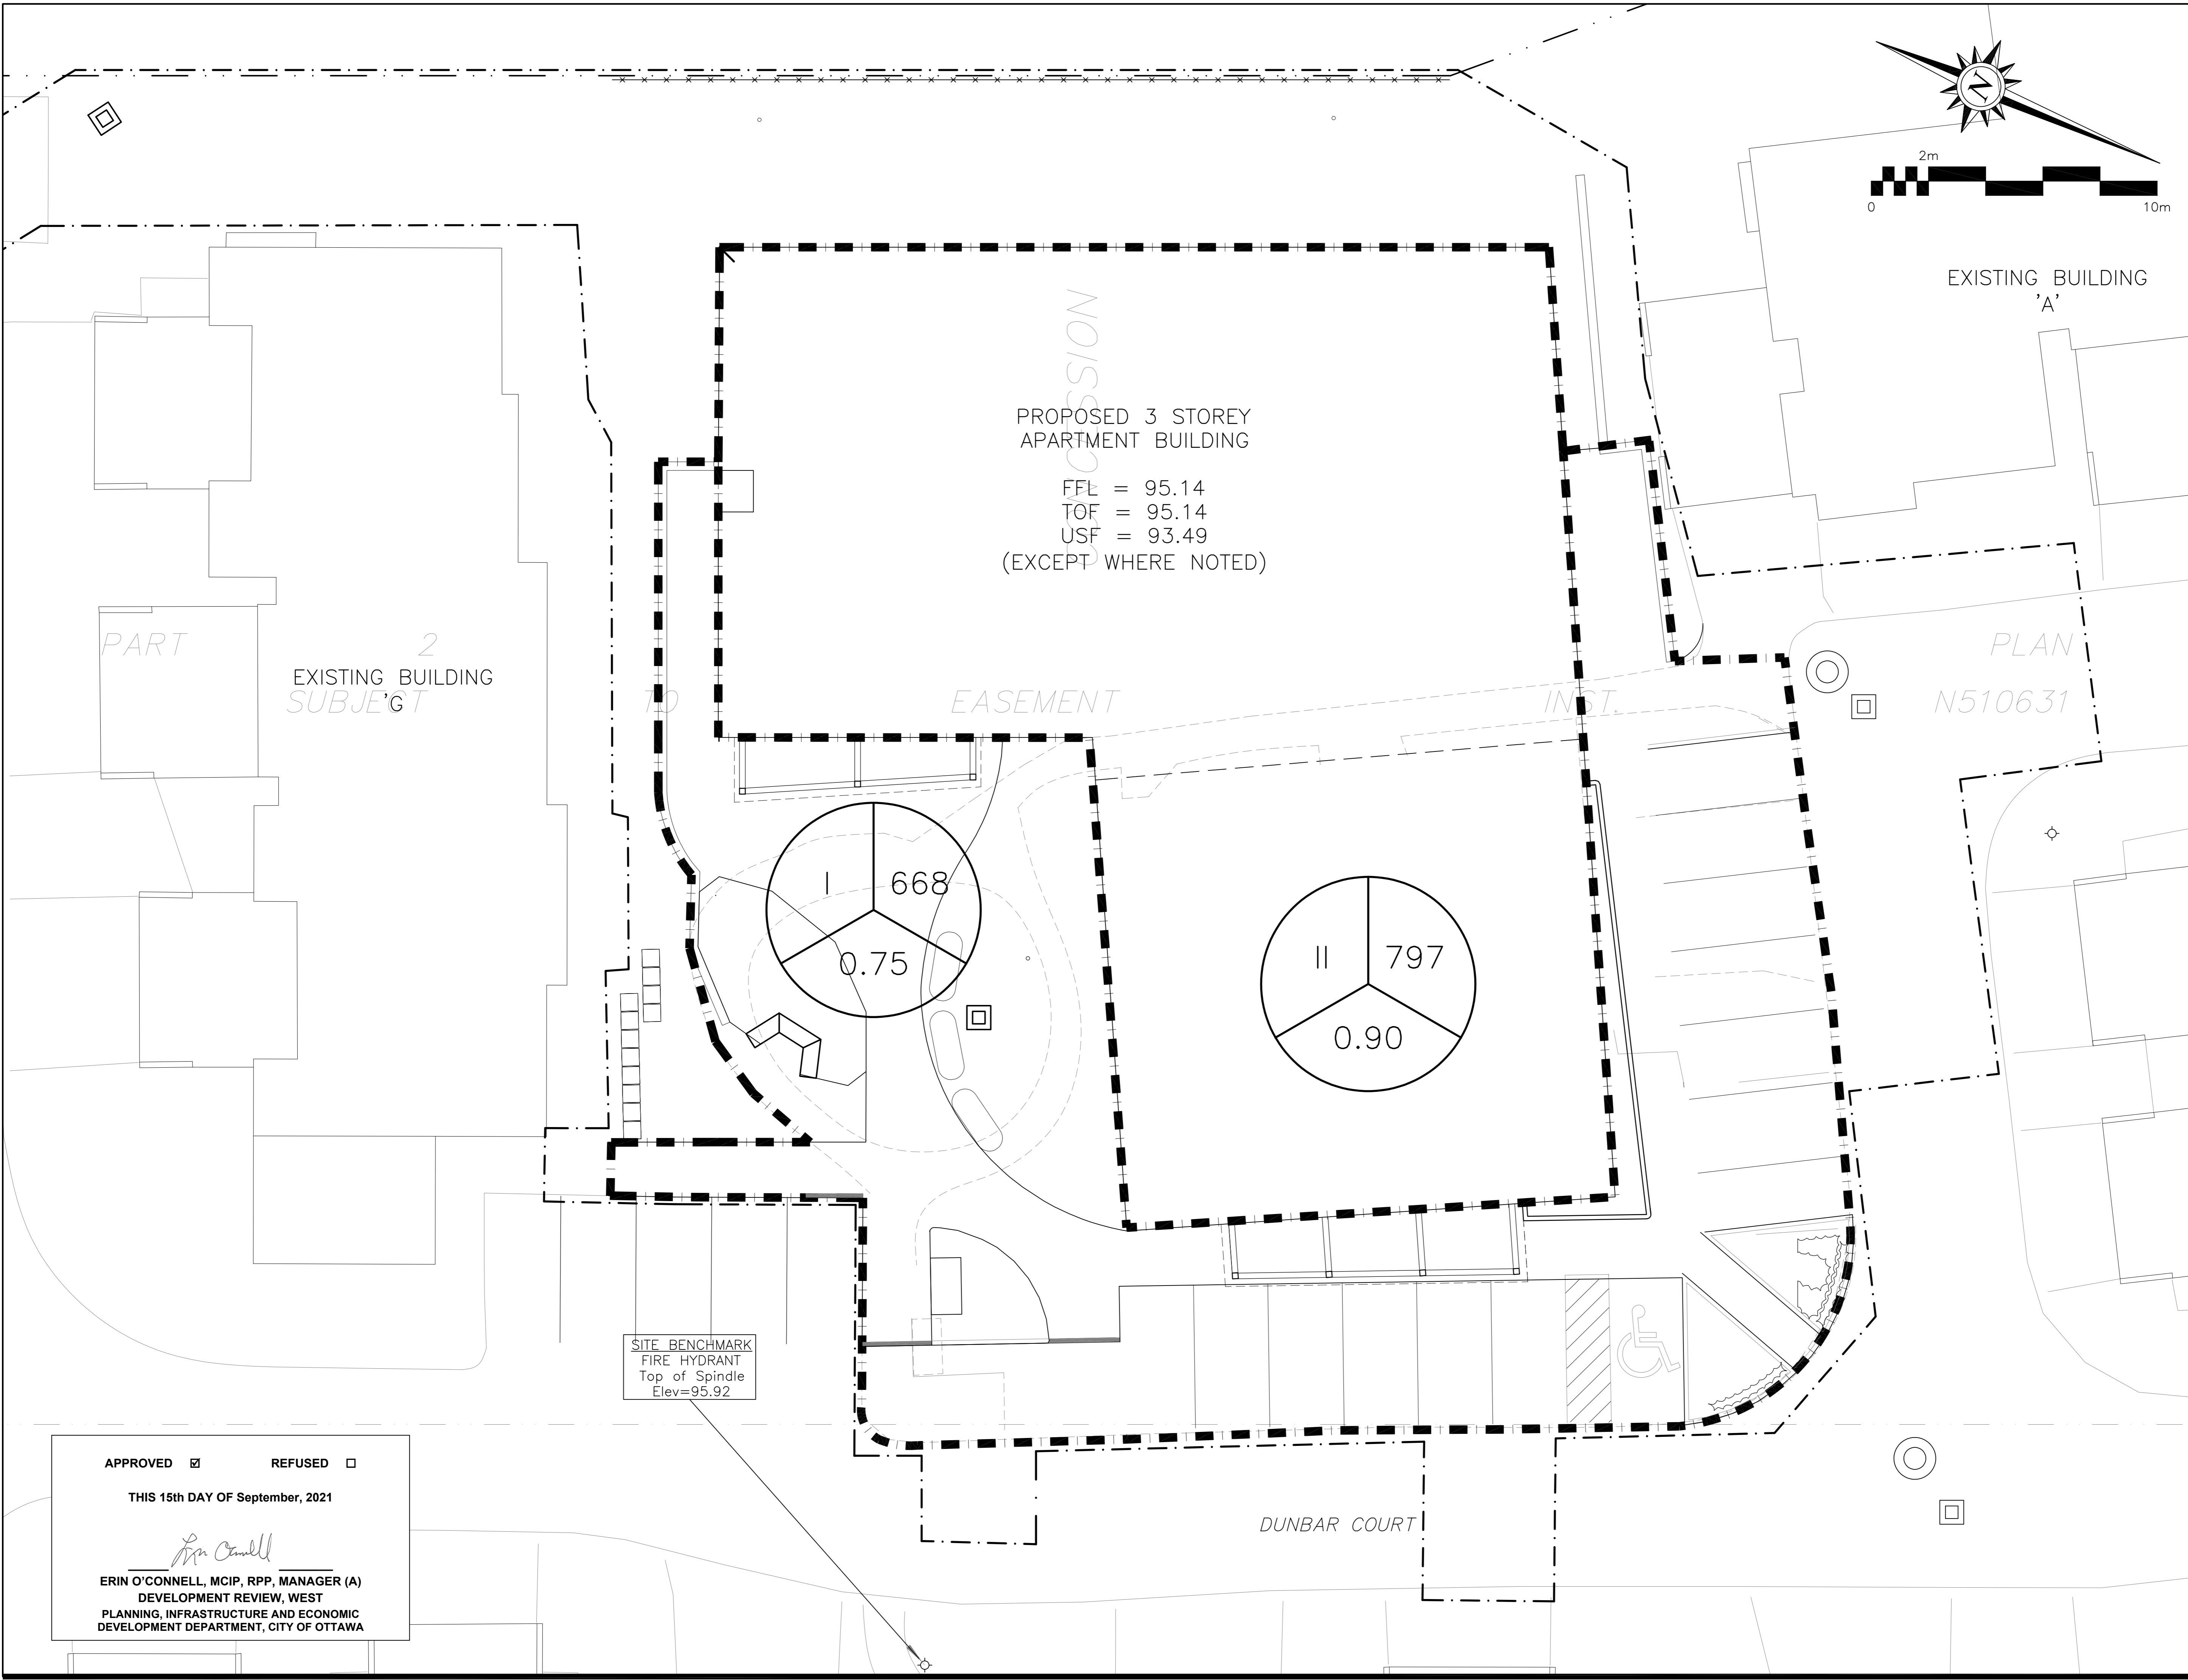 N
2m
0
10m
EXISTING BUILDING
'A'
CONCESSION
PROPOSED 3 STOREY
APARTMENT BUILDING
FFL = 95.14
TOF = 95.14
USF = 93.49
(EXCEPT WHERE NOTED)
PART 2 PLAN
EXISTING BUILDING
'G'
SUBJECT TO EASEMENT INST. N510631
I 668
0.75
II 797
0.90
SITE BENCHMARK
FIRE HYDRANT
Top of Spindle
Elev=95.92
DUNBAR COURT
APPROVED ☑ REFUSED ☐
THIS 15th DAY OF September, 2021
ERIN O'CONNELL, MCIP, RPP, MANAGER (A)
DEVELOPMENT REVIEW, WEST
PLANNING, INFRASTRUCTURE AND ECONOMIC
DEVELOPMENT DEPARTMENT, CITY OF OTTAWA